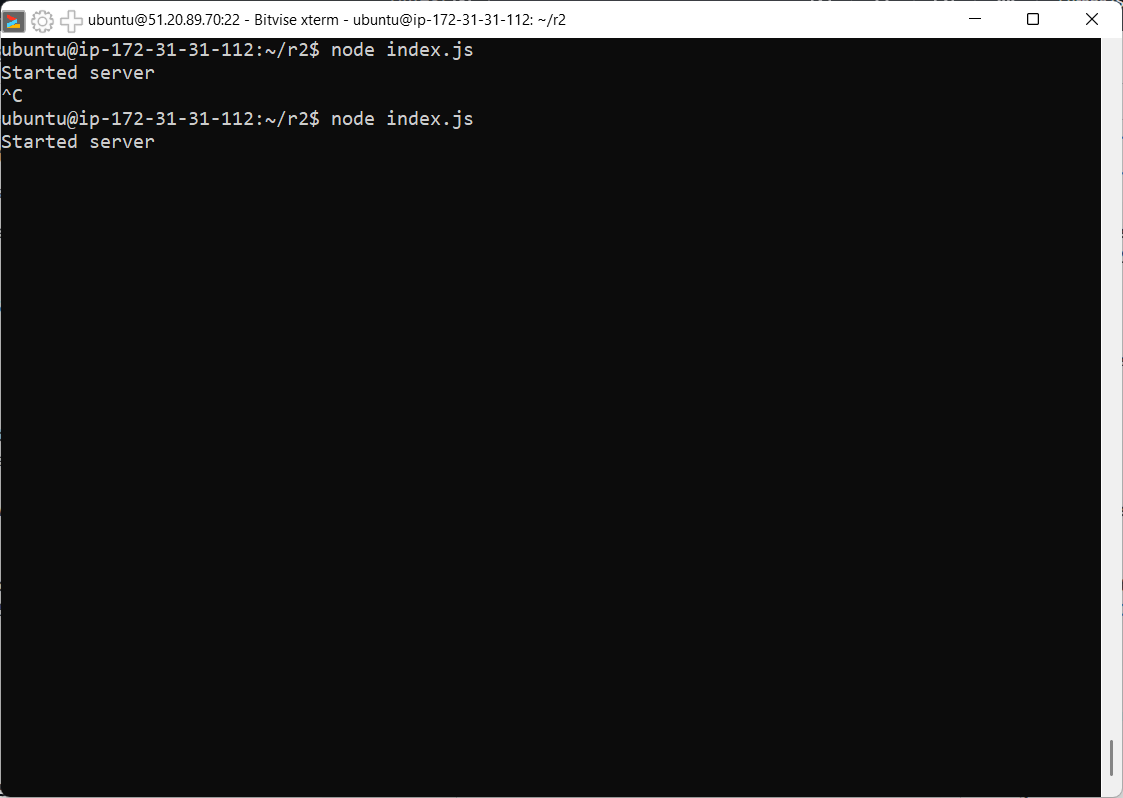 ubuntu@51.20.89.70:22 - Bitvise xterm - ubuntu@ip-172-31-31-112: ~/r2
ubuntu@ip-172-31-31-112:~/r2$ node index.js
Started server
^C
ubuntu@ip-172-31-31-112:~/r2$ node index.js
Started server